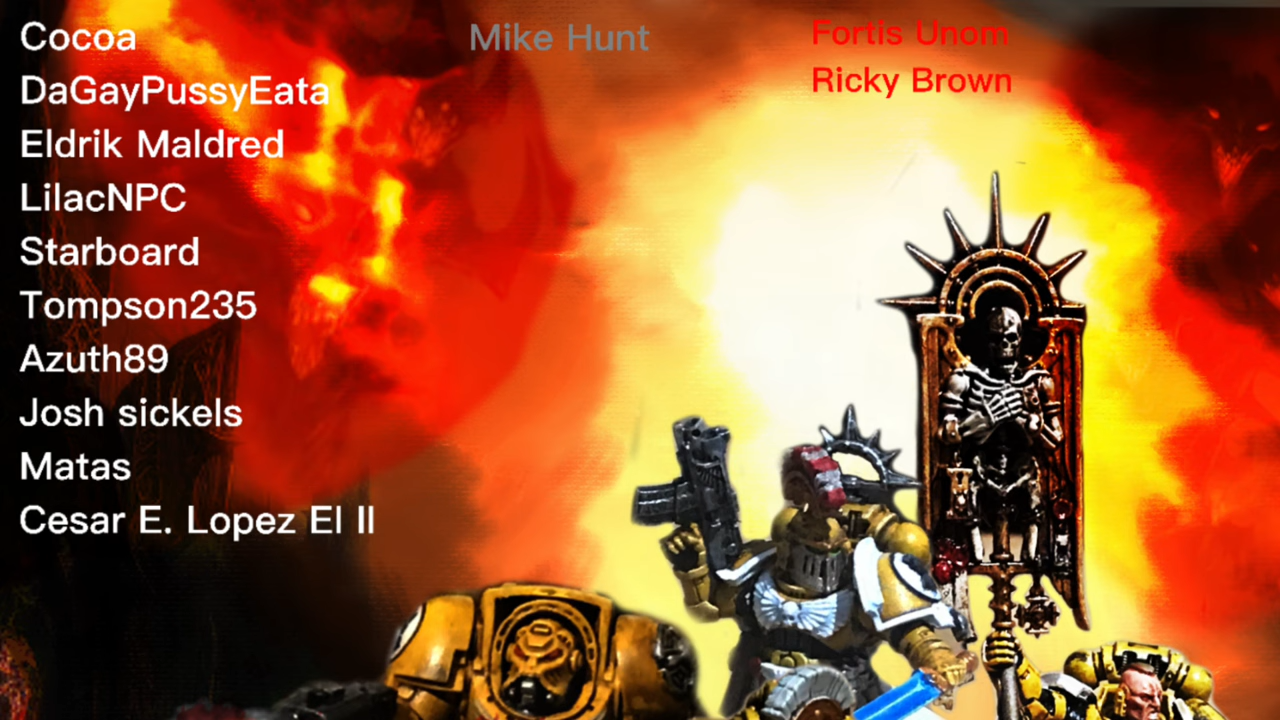 Cocoa
DaGayPussyEata
Eldrik Maldred
LilacNPC
Starboard
Tompson235
Azuth89
Josh sickels
Matas
Cesar E. Lopez El II
Mike Hunt
Fortis Unom
Ricky Brown